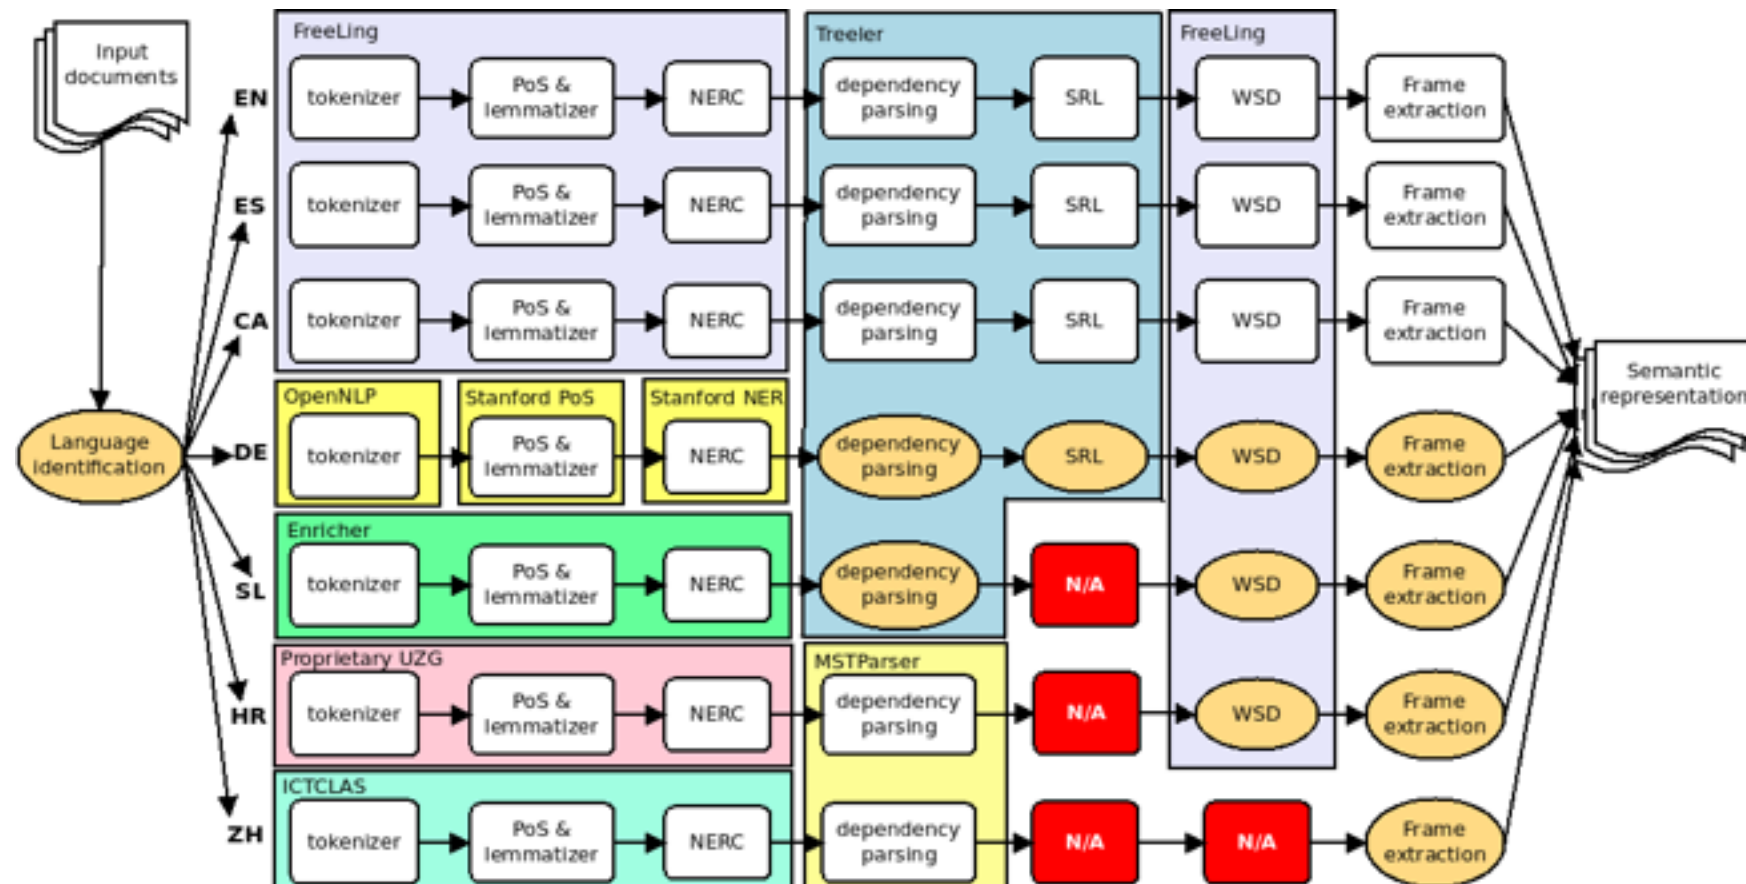 Input
documents
FreeLing
Treeler
FreeLing
EN
tokenizer
PoS &
lemmatizer
NERC
dependency
parsing
SRL
WSD
Frame
extraction
ES
tokenizer
PoS &
lemmatizer
NERC
dependency
parsing
SRL
WSD
Frame
extraction
CA
tokenizer
PoS &
lemmatizer
NERC
dependency
parsing
SRL
WSD
Frame
extraction
Semantic
representation
OpenNLP
Stanford PoS
Stanford NER
Language
identification
DE
tokenizer
PoS &
lemmatizer
NERC
dependency
parsing
SRL
WSD
Frame
extraction
Enricher
SL
tokenizer
PoS &
lemmatizer
NERC
dependency
parsing
N/A
WSD
Frame
extraction
Proprietary UZG
MSTParser
HR
tokenizer
PoS &
lemmatizer
NERC
dependency
parsing
N/A
WSD
Frame
extraction
ICTCLAS
ZH
tokenizer
PoS &
lemmatizer
NERC
dependency
parsing
N/A
N/A
Frame
extraction